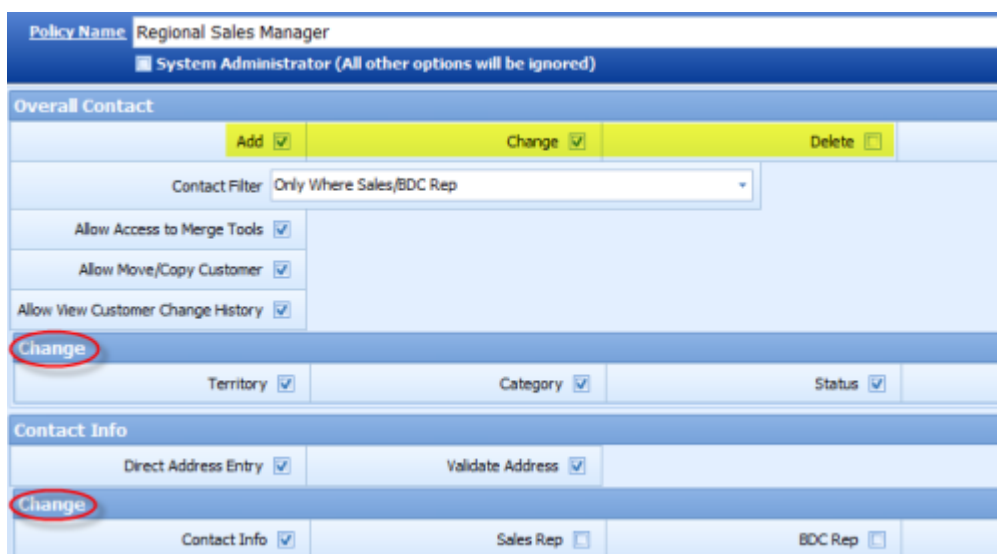 Policy Name Regional Sales Manager
System Administrator (All other options will be ignored)
Overall Contact
Add Change Delete
Contact Filter Only Where Sales/BDC Rep
Allow Access to Merge Tools
Allow Move/Copy Customer
Allow View Customer Change History
Change
Territory Category Status
Contact Info
Direct Address Entry Validate Address
Change
Contact Info Sales Rep BDC Rep